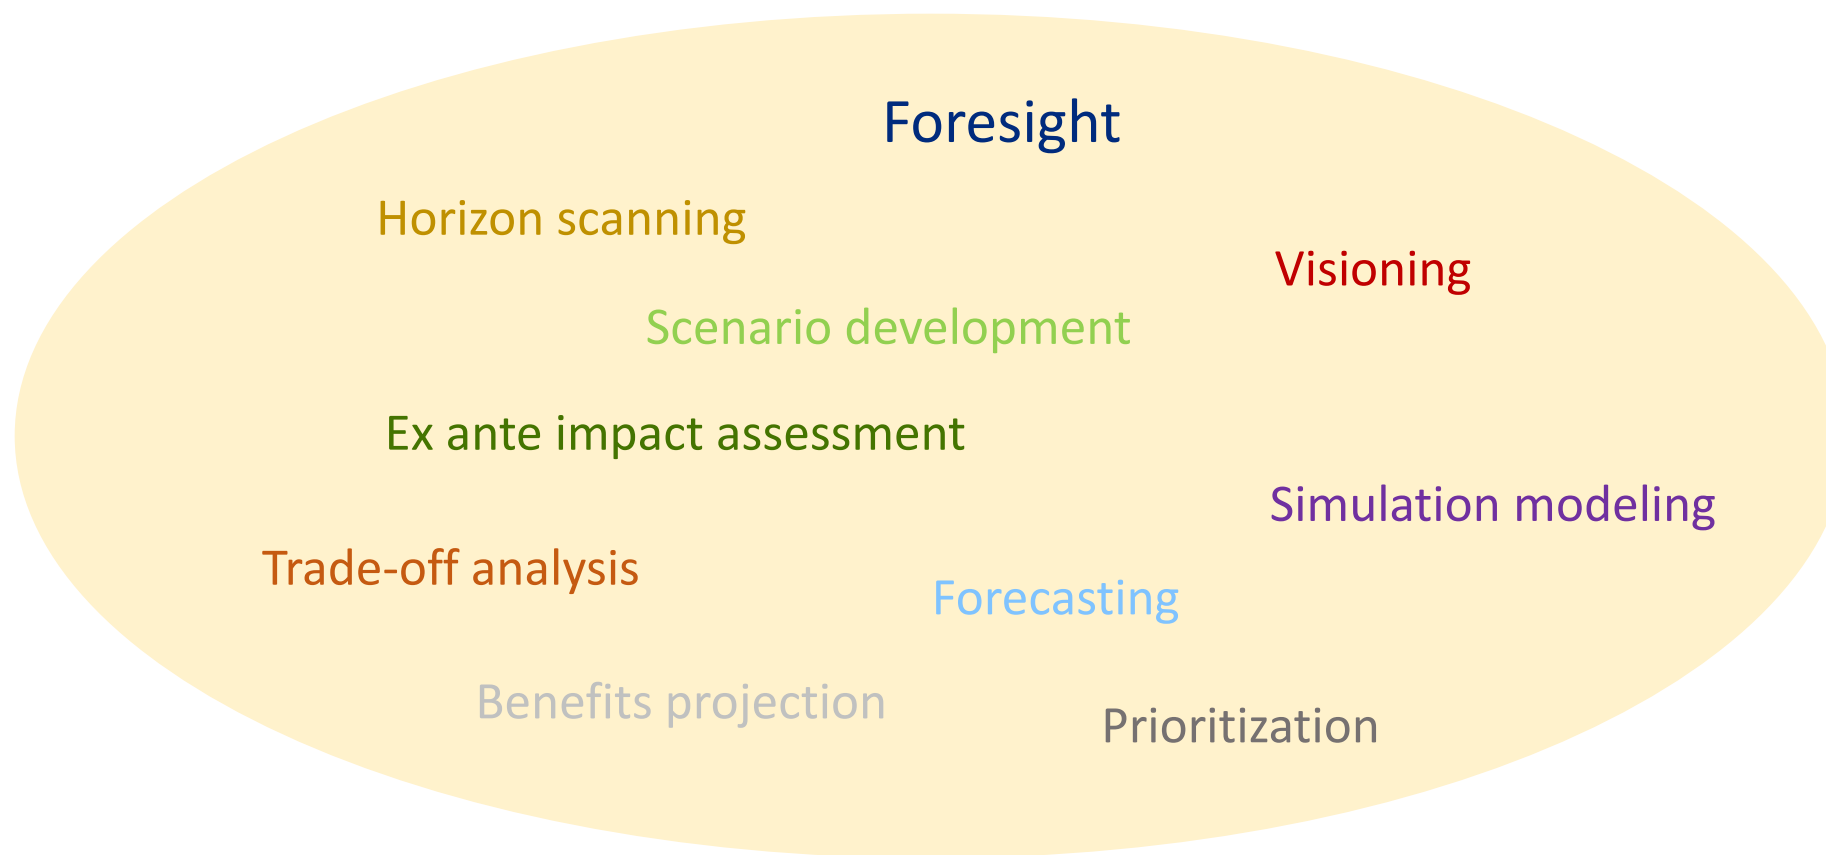 Foresight
Horizon scanning
Visioning
Scenario development
Ex ante impact assessment
Simulation modeling
Trade-off analysis
Forecasting
Benefits projection
Prioritization